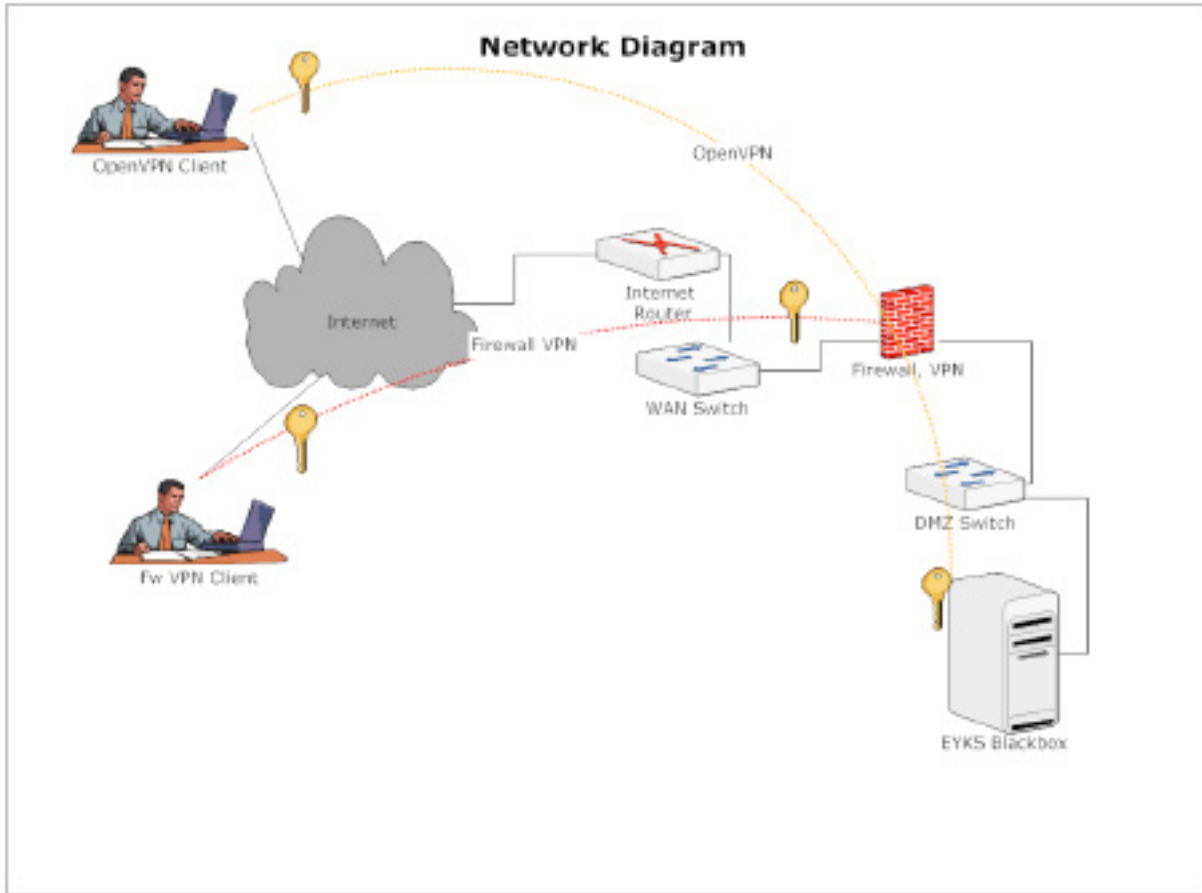 Network Diagram
OpenVPN Client
OpenVPN
Internet
Router
Internet
Firewall VPN
Firewall, VPN
WAN Switch
DMZ Switch
Fw VPN Client
EYKS Blackbox